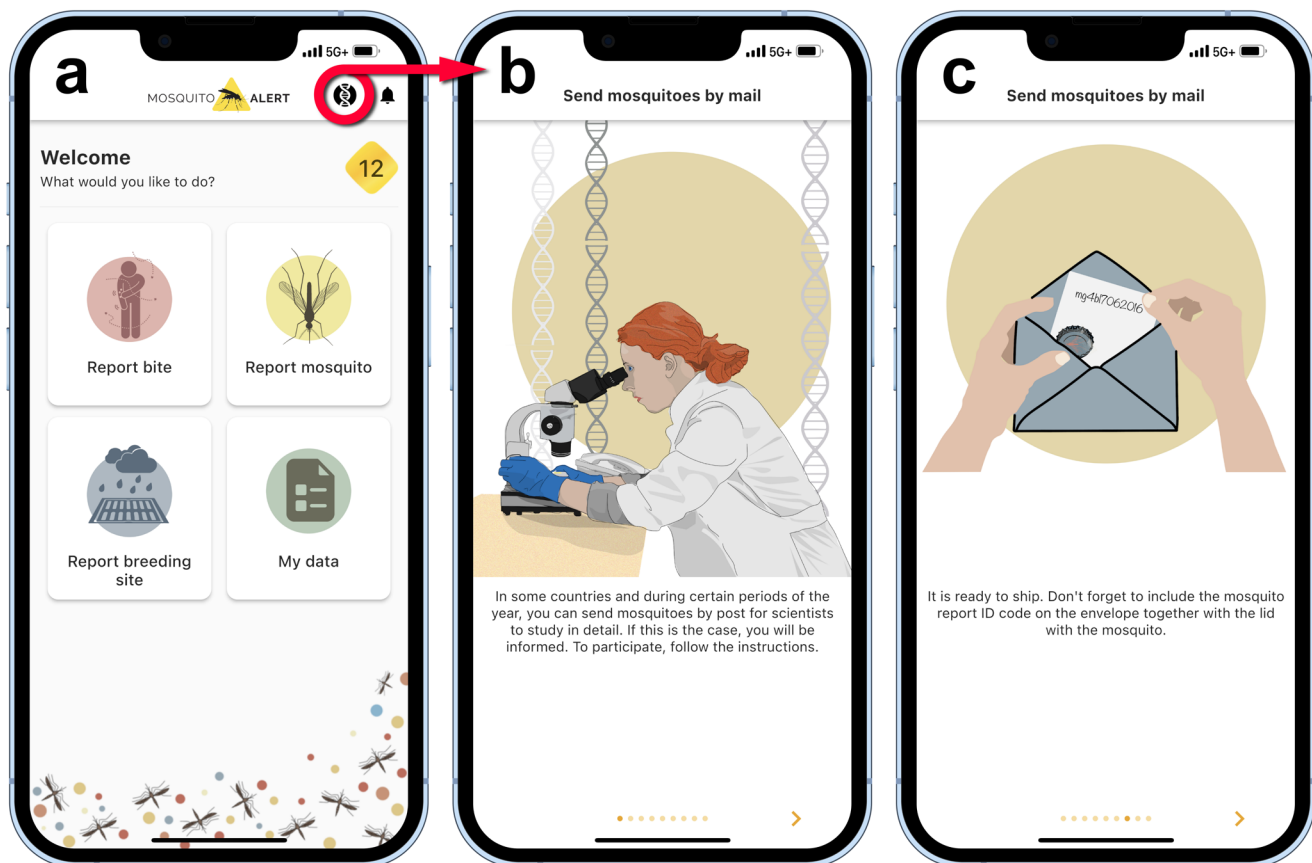 a
5G+
MOSQUITO ALERT
Welcome
What would you like to do?
12
Report bite
Report mosquito
Report breeding
site
My data
b
5G+
Send mosquitoes by mail
In some countries and during certain periods of the
year, you can send mosquitoes by post for scientists
to study in detail. If this is the case, you will be
informed. To participate, follow the instructions.
c
5G+
Send mosquitoes by mail
mg4bl7062016
It is ready to ship. Don't forget to include the mosquito
report ID code on the envelope together with the lid
with the mosquito.